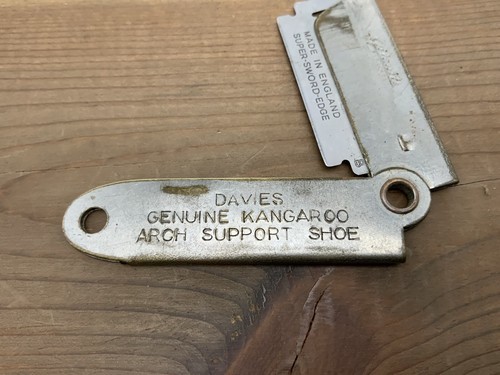 MADE IN ENGLAND
SUPER-SWORD-EDGE
DAVIES
GENUINE KANGAROO
ARCH SUPPORT SHOE